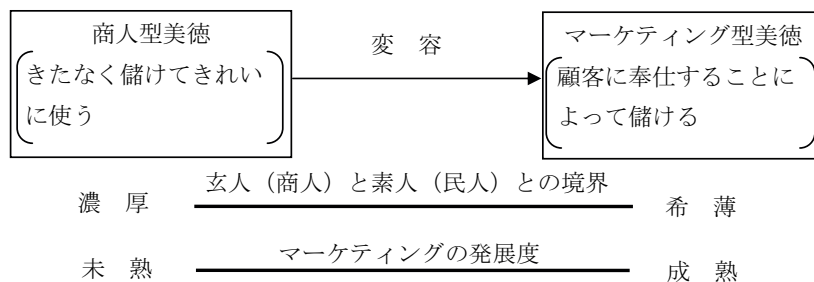 商人型美徳
きたなく儲けてきれい
に使う
変 容
マーケティング型美徳
顧客に奉仕することに
よって儲ける
玄人（商人）と素人（民人）との境界
濃 厚
希 薄
マーケティングの発展度
未 熟
成 熟